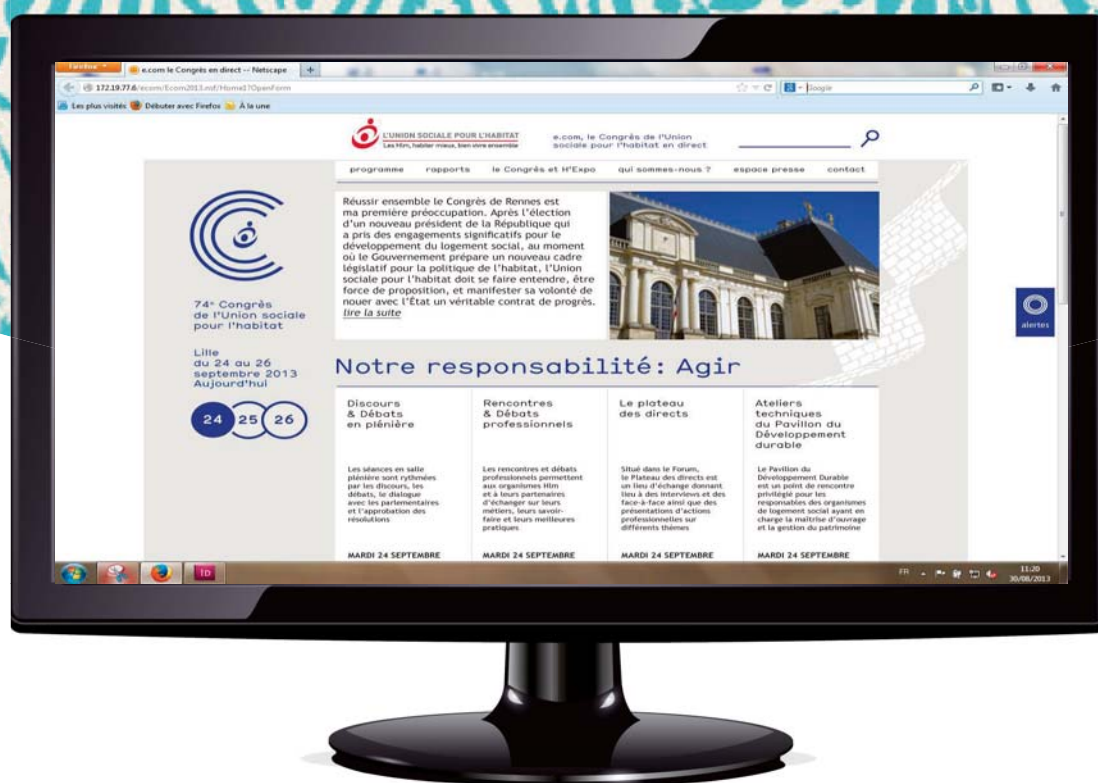 Firefox
e.com le Congrès en direct -- Netscape
172.19.77.6/ecom/Ecom2013.nsf/Home1?OpenForm
Google
Les plus visités Débuter avec Firefox À la une
L'UNION SOCIALE POUR L'HABITAT
Les Hlm, habiter mieux, bien vivre ensemble
e.com, le Congrès de l'Union
sociale pour l'habitat en direct
programme rapports le Congrès et H'Expo qui sommes-nous ? espace presse contact
74e Congrès
de l'Union sociale
pour l'habitat
Lille
du 24 au 26
septembre 2013
Aujourd'hui
24 25 26
Réussir ensemble le Congrès de Rennes est
ma première préoccupation. Après l'élection
d'un nouveau président de la République qui
a pris des engagements significatifs pour le
développement du logement social, au moment
où le Gouvernement prépare un nouveau cadre
législatif pour la politique de l'habitat, l'Union
sociale pour l'habitat doit se faire entendre, être
force de proposition, et manifester sa volonté de
nouer avec l'État un véritable contrat de progrès.
lire la suite
alertes
Notre responsabilité: Agir
Discours
& Débats
en plénière
Les séances en salle
plénière sont rythmées
par les discours, les
débats, le dialogue
avec les parlementaires
et l'approbation des
résolutions
MARDI 24 SEPTEMBRE
Rencontres
& Débats
professionnels
Les rencontres et débats
professionnels permettent
aux organismes Hlm
et à leurs partenaires
d'échanger sur leurs
métiers, leurs savoir-
faire et leurs meilleures
pratiques
MARDI 24 SEPTEMBRE
Le plateau
des directs
Situé dans le Forum,
le Plateau des directs est
un lieu d'échange donnant
lieu à des interviews et des
face-à-face ainsi que des
présentations d'actions
professionnelles sur
différents thèmes
MARDI 24 SEPTEMBRE
Ateliers
techniques
du Pavillon du
Développement
durable
Le Pavillon du
Développement Durable
est un point de rencontre
privilégié pour les
responsables des organismes
de logement social ayant en
charge la maîtrise d'ouvrage
et la gestion du patrimoine
MARDI 24 SEPTEMBRE
ID
FR
11:20
30/08/2013